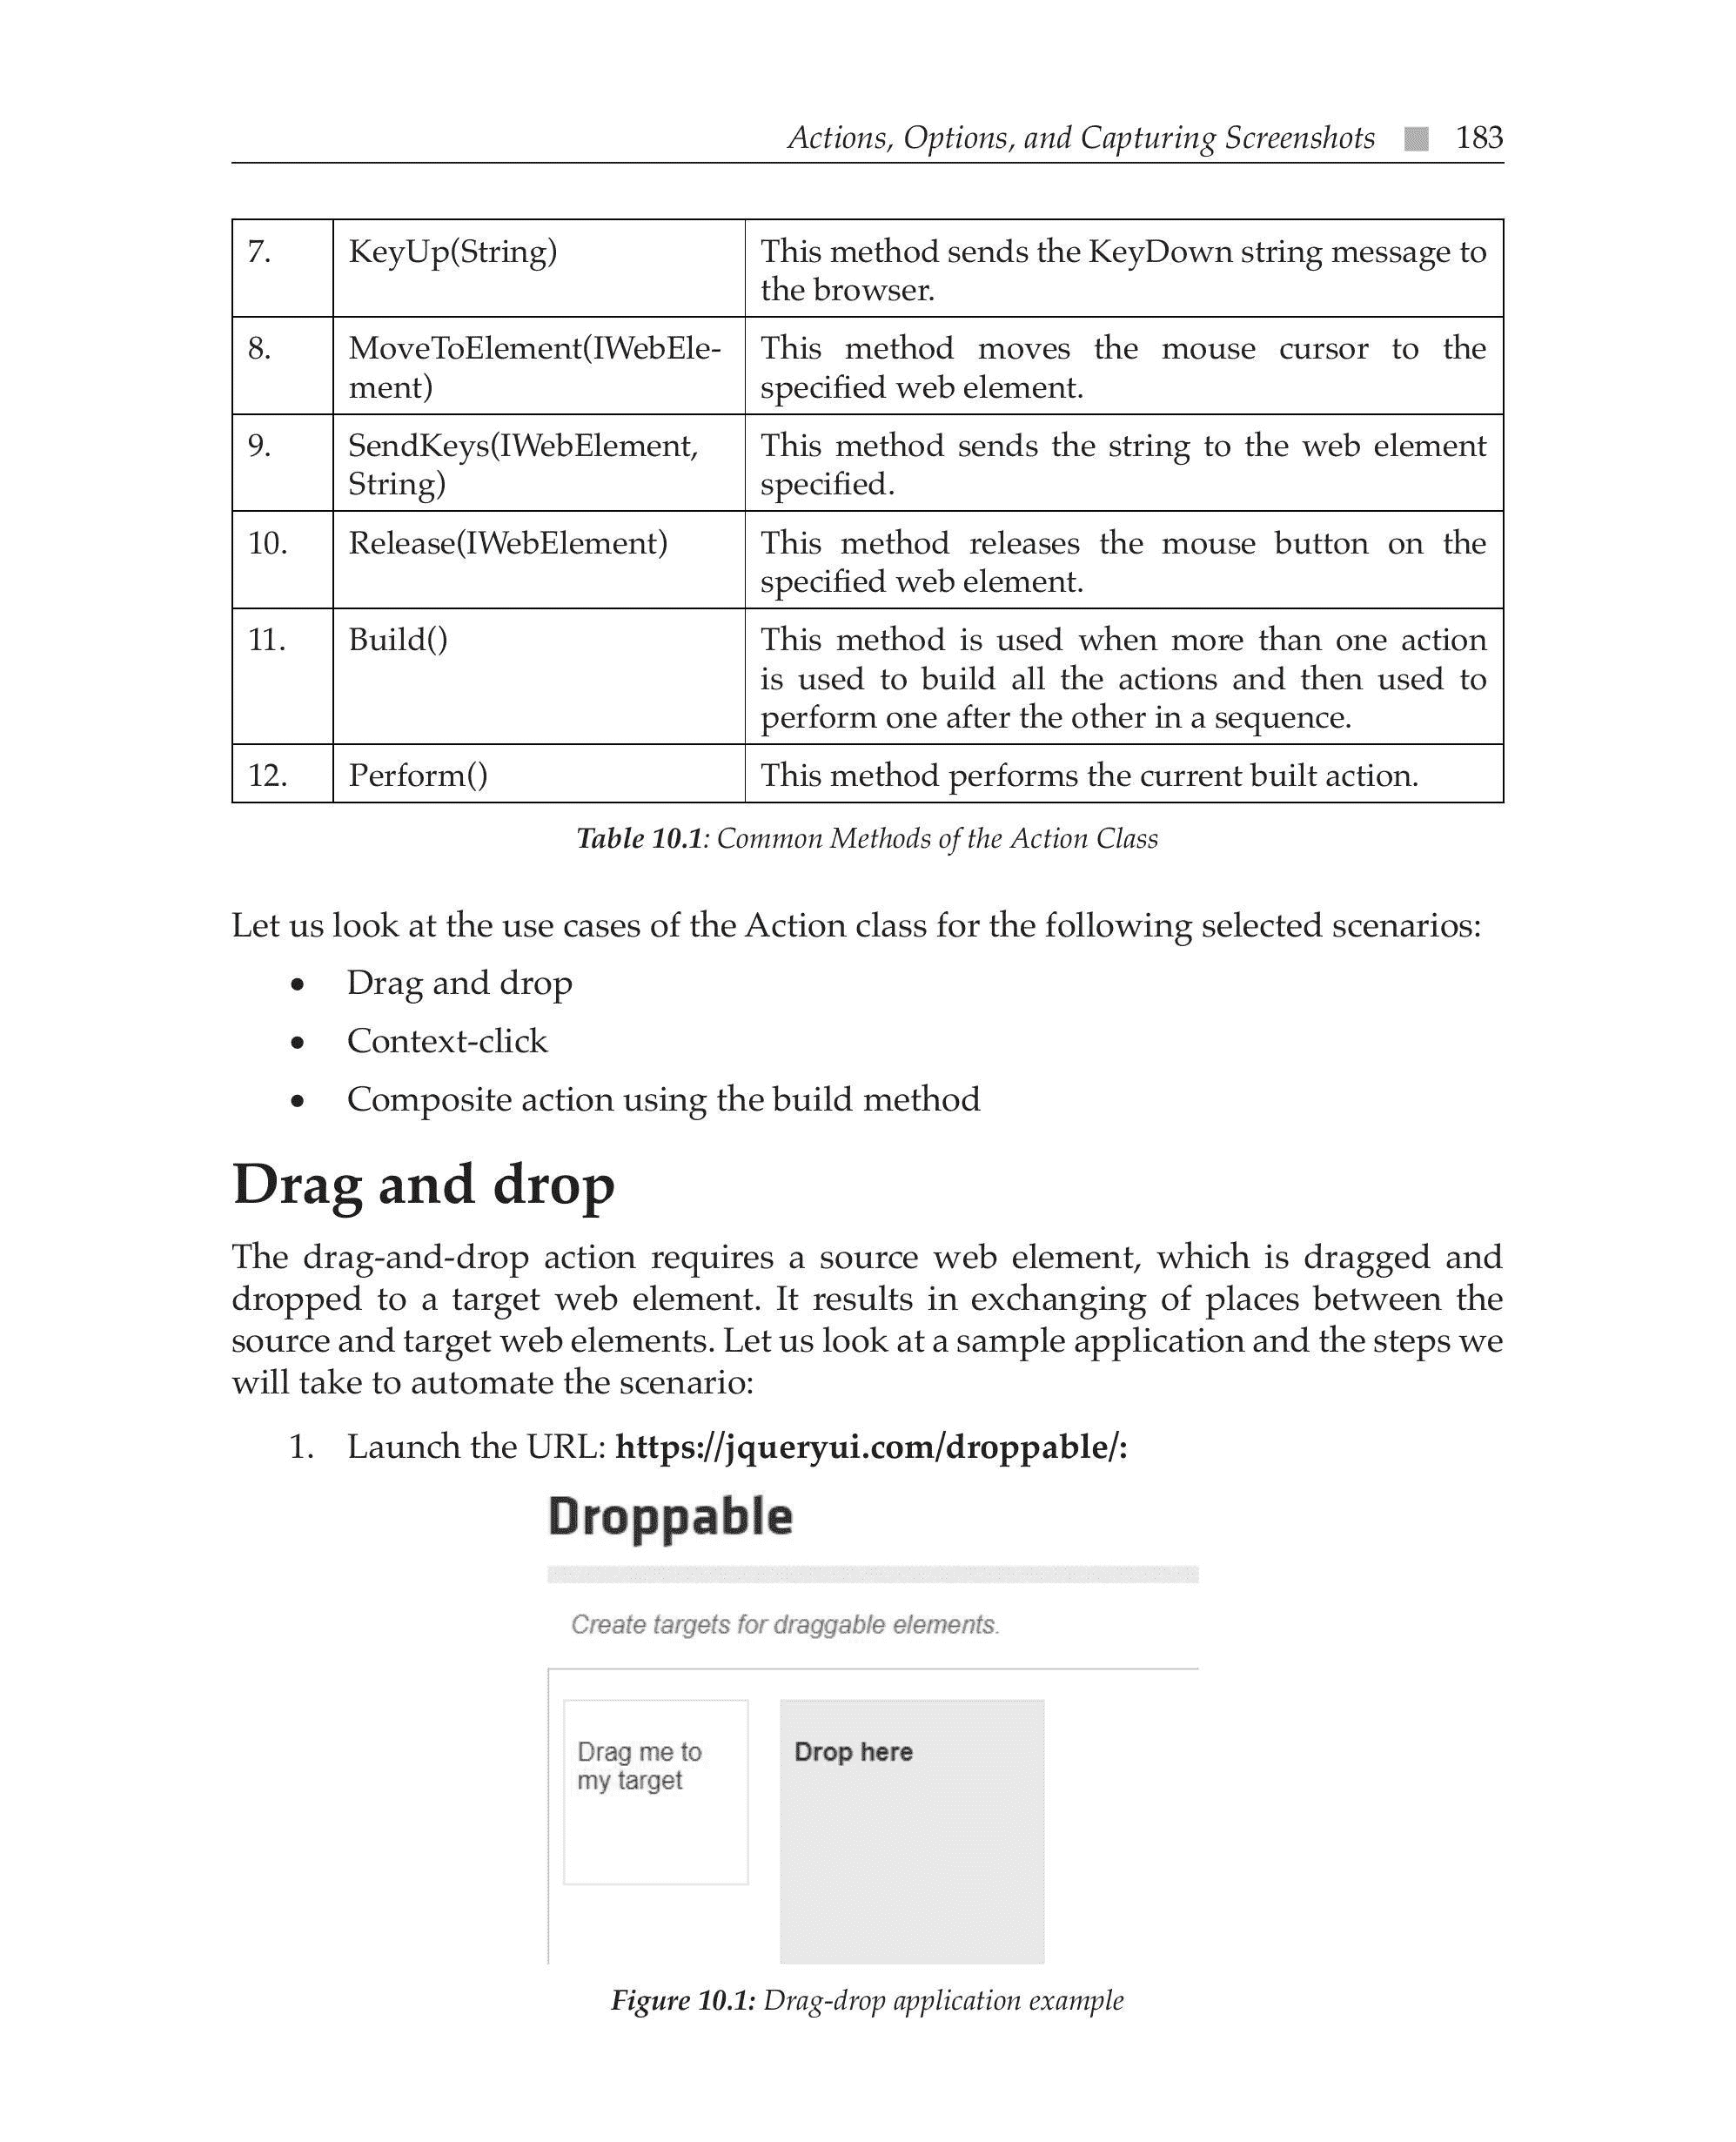 Actions, Options, and Capturing Screenshots 183
7. KeyUp(String) This method sends the KeyDown string message to
the browser.
8. MoveToElement(IWebEle- This method moves the mouse cursor to the
ment) specified web element.
9. SendKeys(IWebElement, This method sends the string to the web element
String) specified.
10. Release(IWebElement) This method releases the mouse button on the
specified web element.
11. Build() This method is used when more than one action
is used to build all the actions and then used to
perform one after the other in a sequence.
12. Perform() This method performs the current built action.
Table 10.1: Common Methods of the Action Class
Let us look at the use cases of the Action class for the following selected scenarios:
• Drag and drop
• Context-click
• Composite action using the build method
Drag and drop
The drag-and-drop action requires a source web element, which is dragged and
dropped to a target web element. It results in exchanging of places between the
source and target web elements. Let us look at a sample application and the steps we
will take to automate the scenario:
1. Launch the URL: https://jqueryui.com/droppable/:
Droppable
Create targets for draggable elements.
Drag me to
my target
Drop here
Figure 10.1: Drag-drop application example